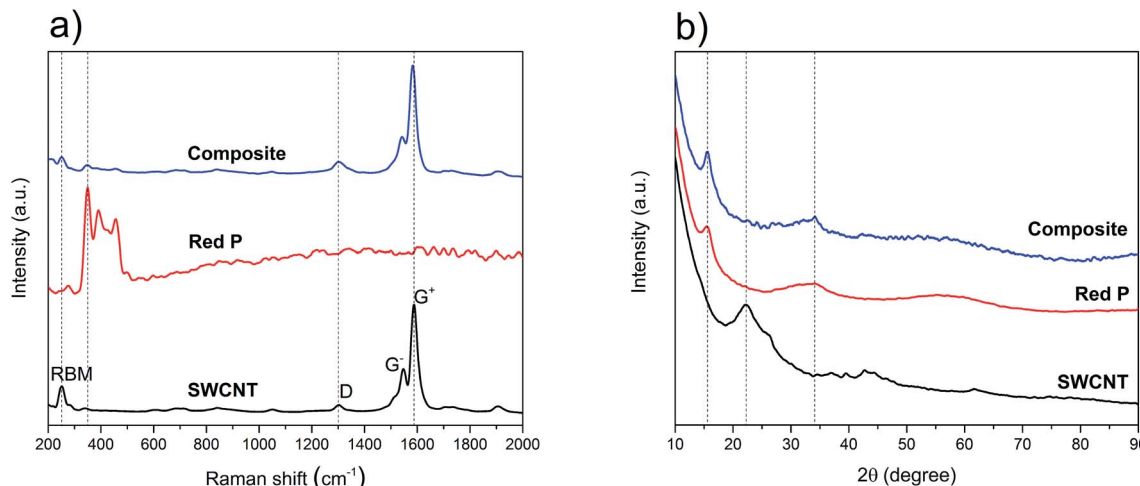 a)
Intensity (a.u.)
Composite
Red P
G+
G-
RBM
SWCNT
D
200 400 600 800 1000 1200 1400 1600 1800 2000
Raman shift (cm-1)
b)
Intensity (a.u.)
Composite
Red P
SWCNT
10 20 30 40 50 60 70 80 90
2θ (degree)